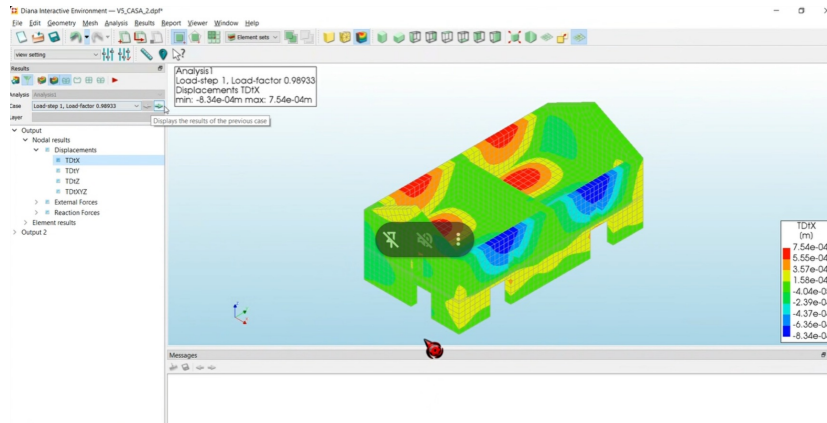 Diana Interactive Environment — V5_CASA_2.dpf*
File Edit Geometry Mesh Analysis Results Report Viewer Window Help
Element sets
view setting
Results
Analysis Analysis1
Case Load-step 1, Load-factor 0.98933
Layer
Output
Nodal results
Displacements
TDtX
TDtY
TDtZ
TDtXYZ
External Forces
Reaction Forces
Element results
Output 2
Analysis1
Load-step 1, Load-factor 0.98933
Displacements TDtX
min: -8.34e-04m max: 7.54e-04m
Displays the results of the previous case
TDtX
(m)
7.54e-04
5.55e-04
3.57e-04
1.58e-04
-4.04e-0
-2.39e-0
-4.37e-0
-6.36e-0
-8.34e-0
Messages